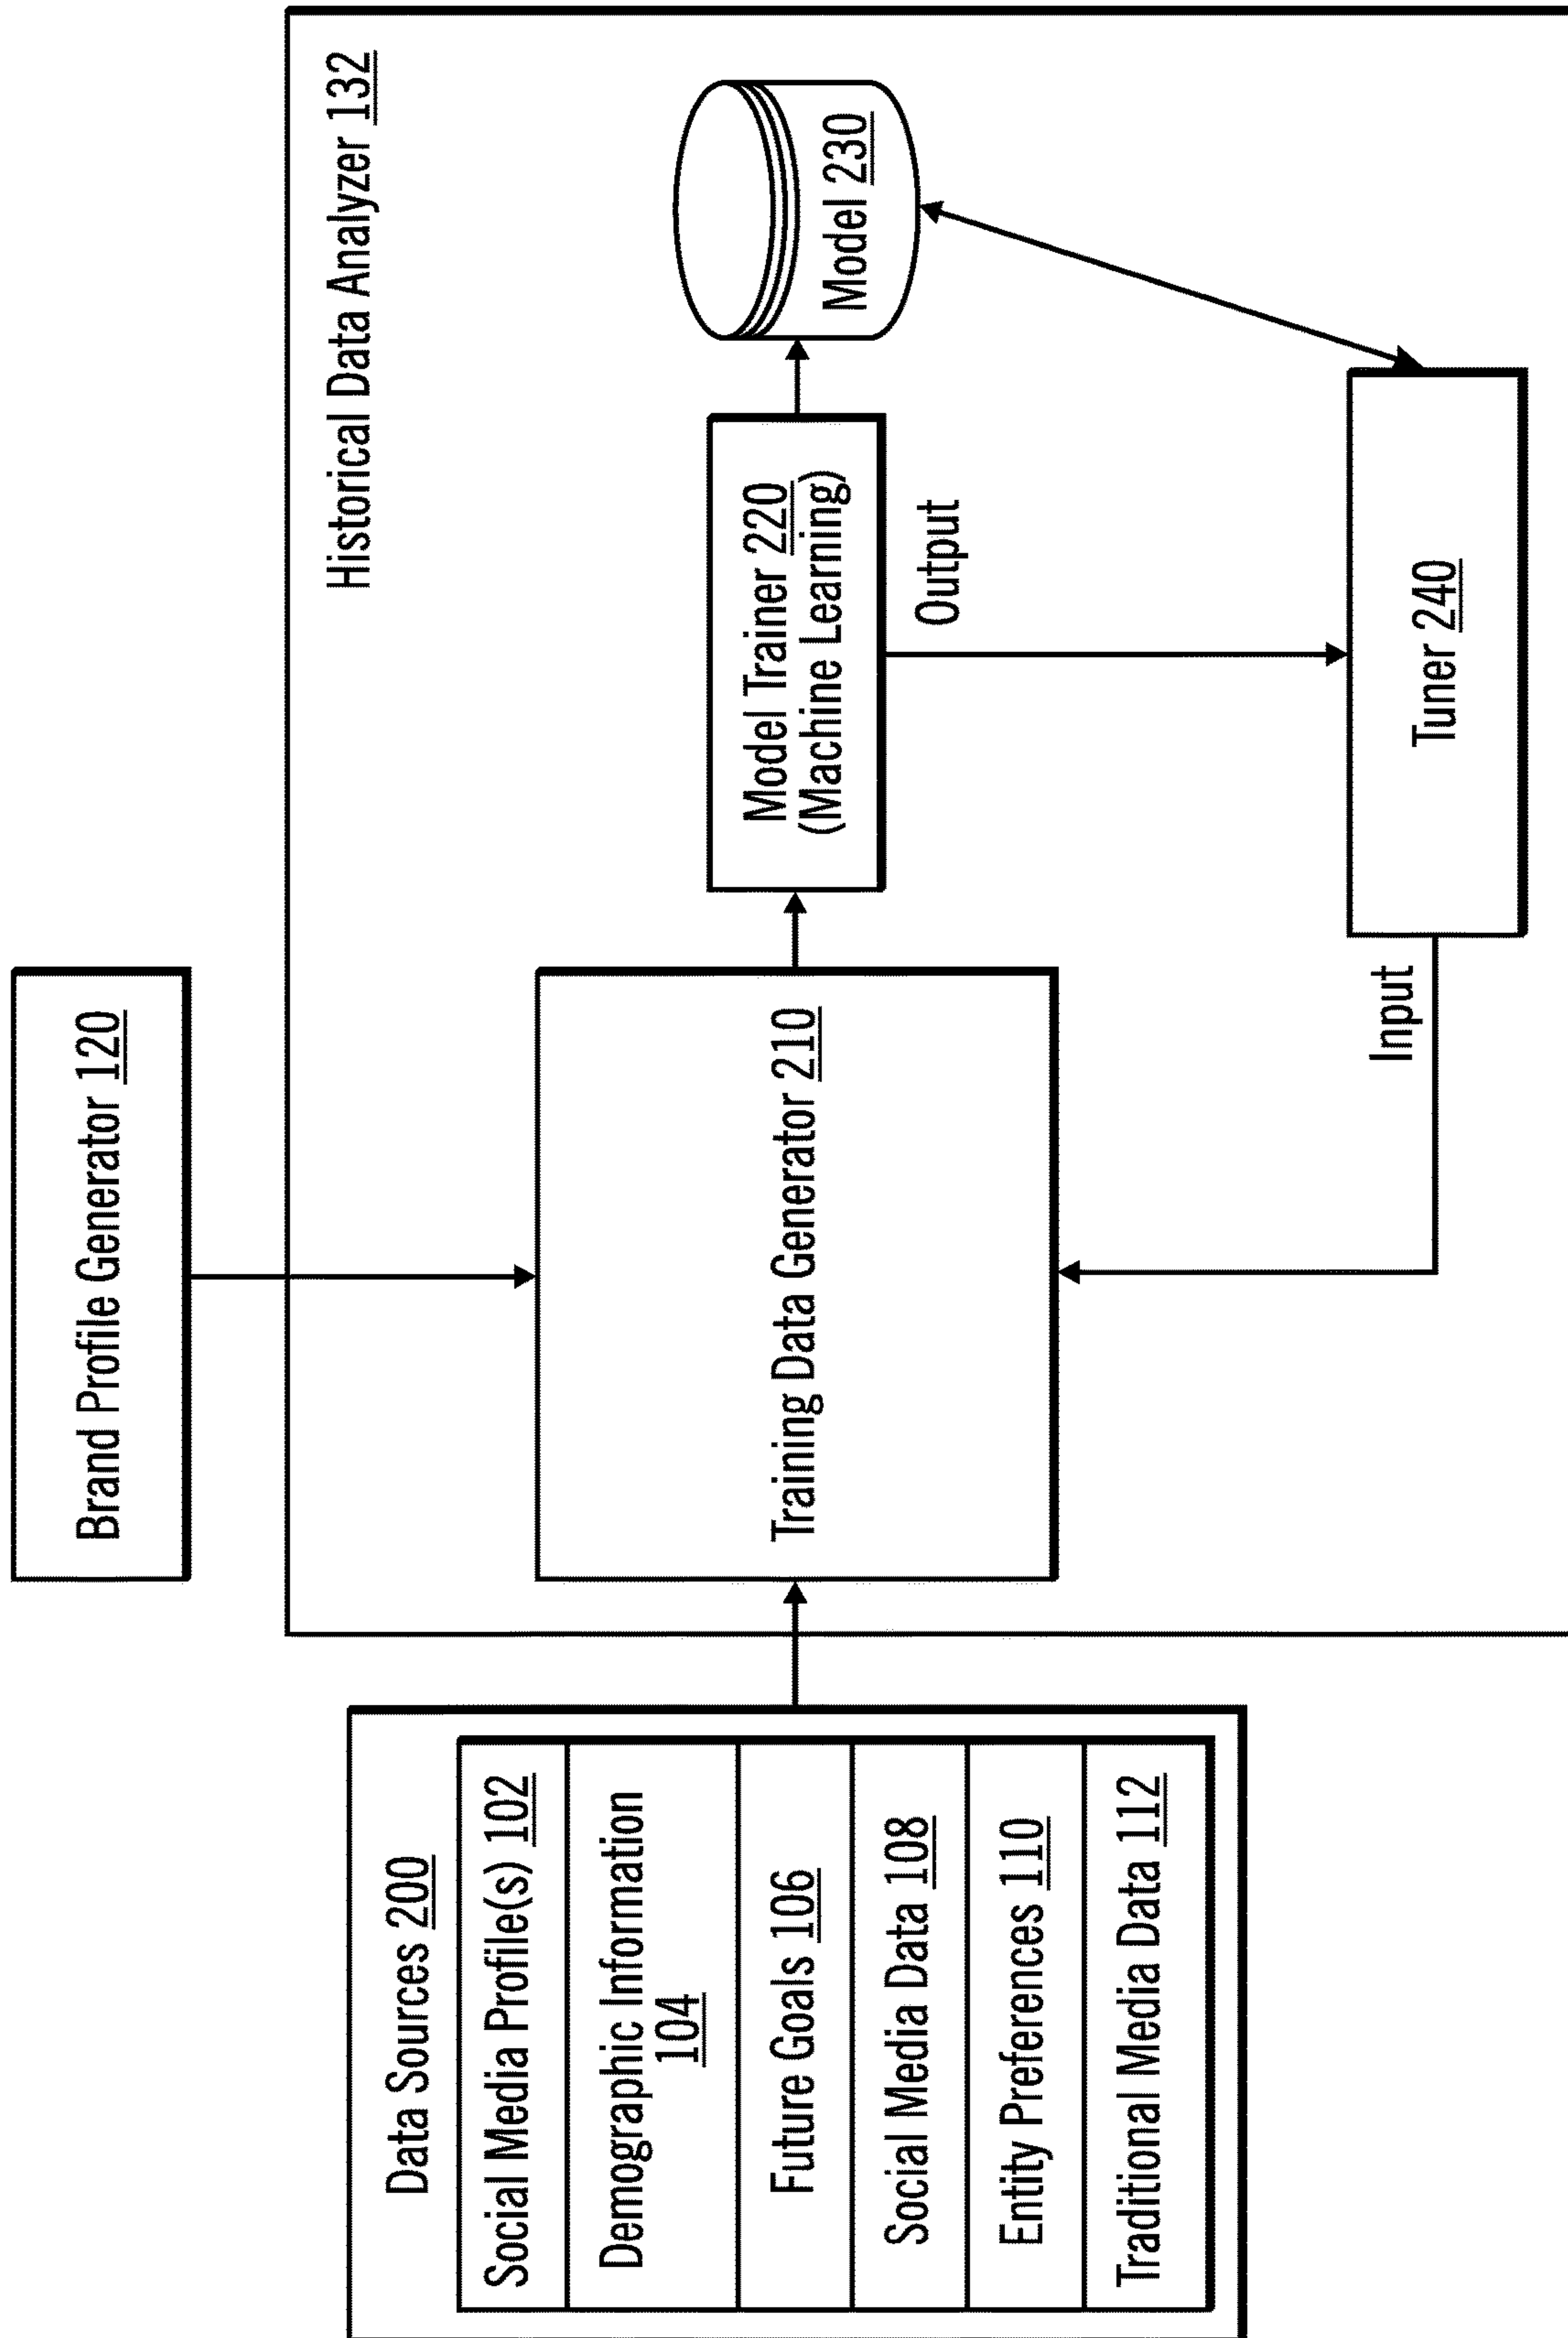 Brand Profile Generator 120
Historical Data Analyzer 132
Data Sources 200
Social Media Profile(s) 102
Demographic Information
104
Future Goals 106
Social Media Data 108
Entity Preferences 110
Traditional Media Data 112
Training Data Generator 210
Model Trainer 220
(Machine Learning)
Model 230
Output
Input
Tuner 240